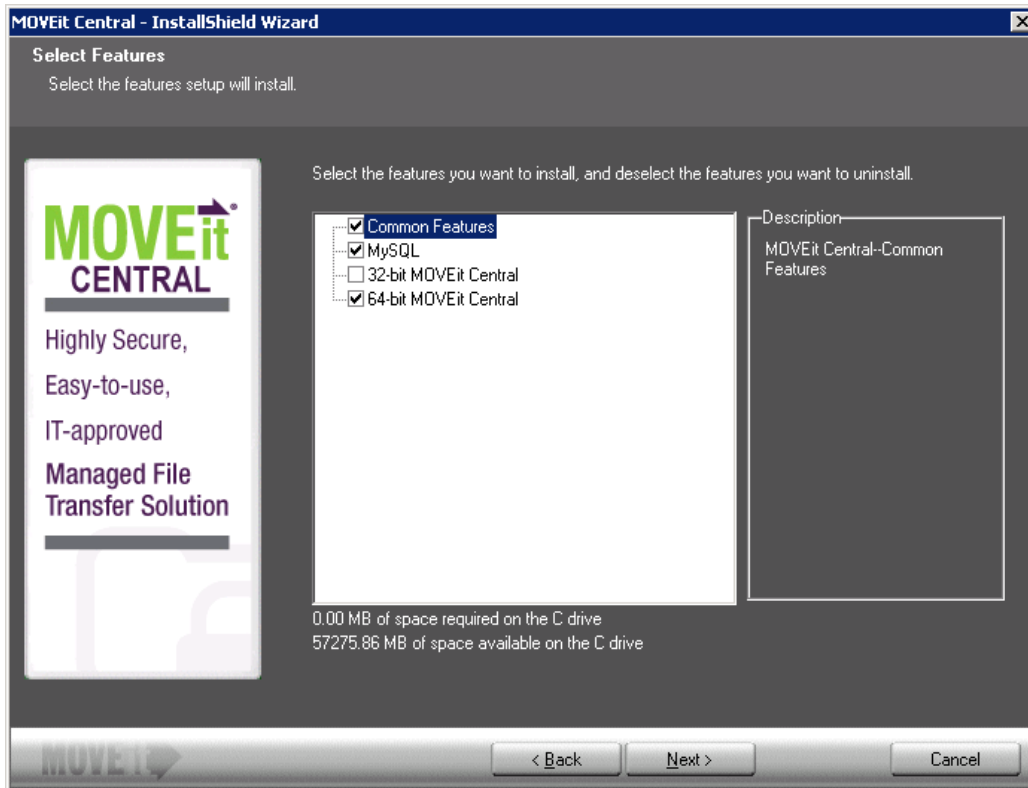 MOVEit Central - InstallShield Wizard
Select Features
Select the features setup will install.
MOVEit
CENTRAL
Highly Secure,
Easy-to-use,
IT-approved
Managed File
Transfer Solution
Select the features you want to install, and deselect the features you want to uninstall.
Common Features
MySQL
32-bit MOVEit Central
64-bit MOVEit Central
Description
MOVEit Central--Common
Features
0.00 MB of space required on the C drive
57275.86 MB of space available on the C drive
MOVEit
< Back
Next >
Cancel